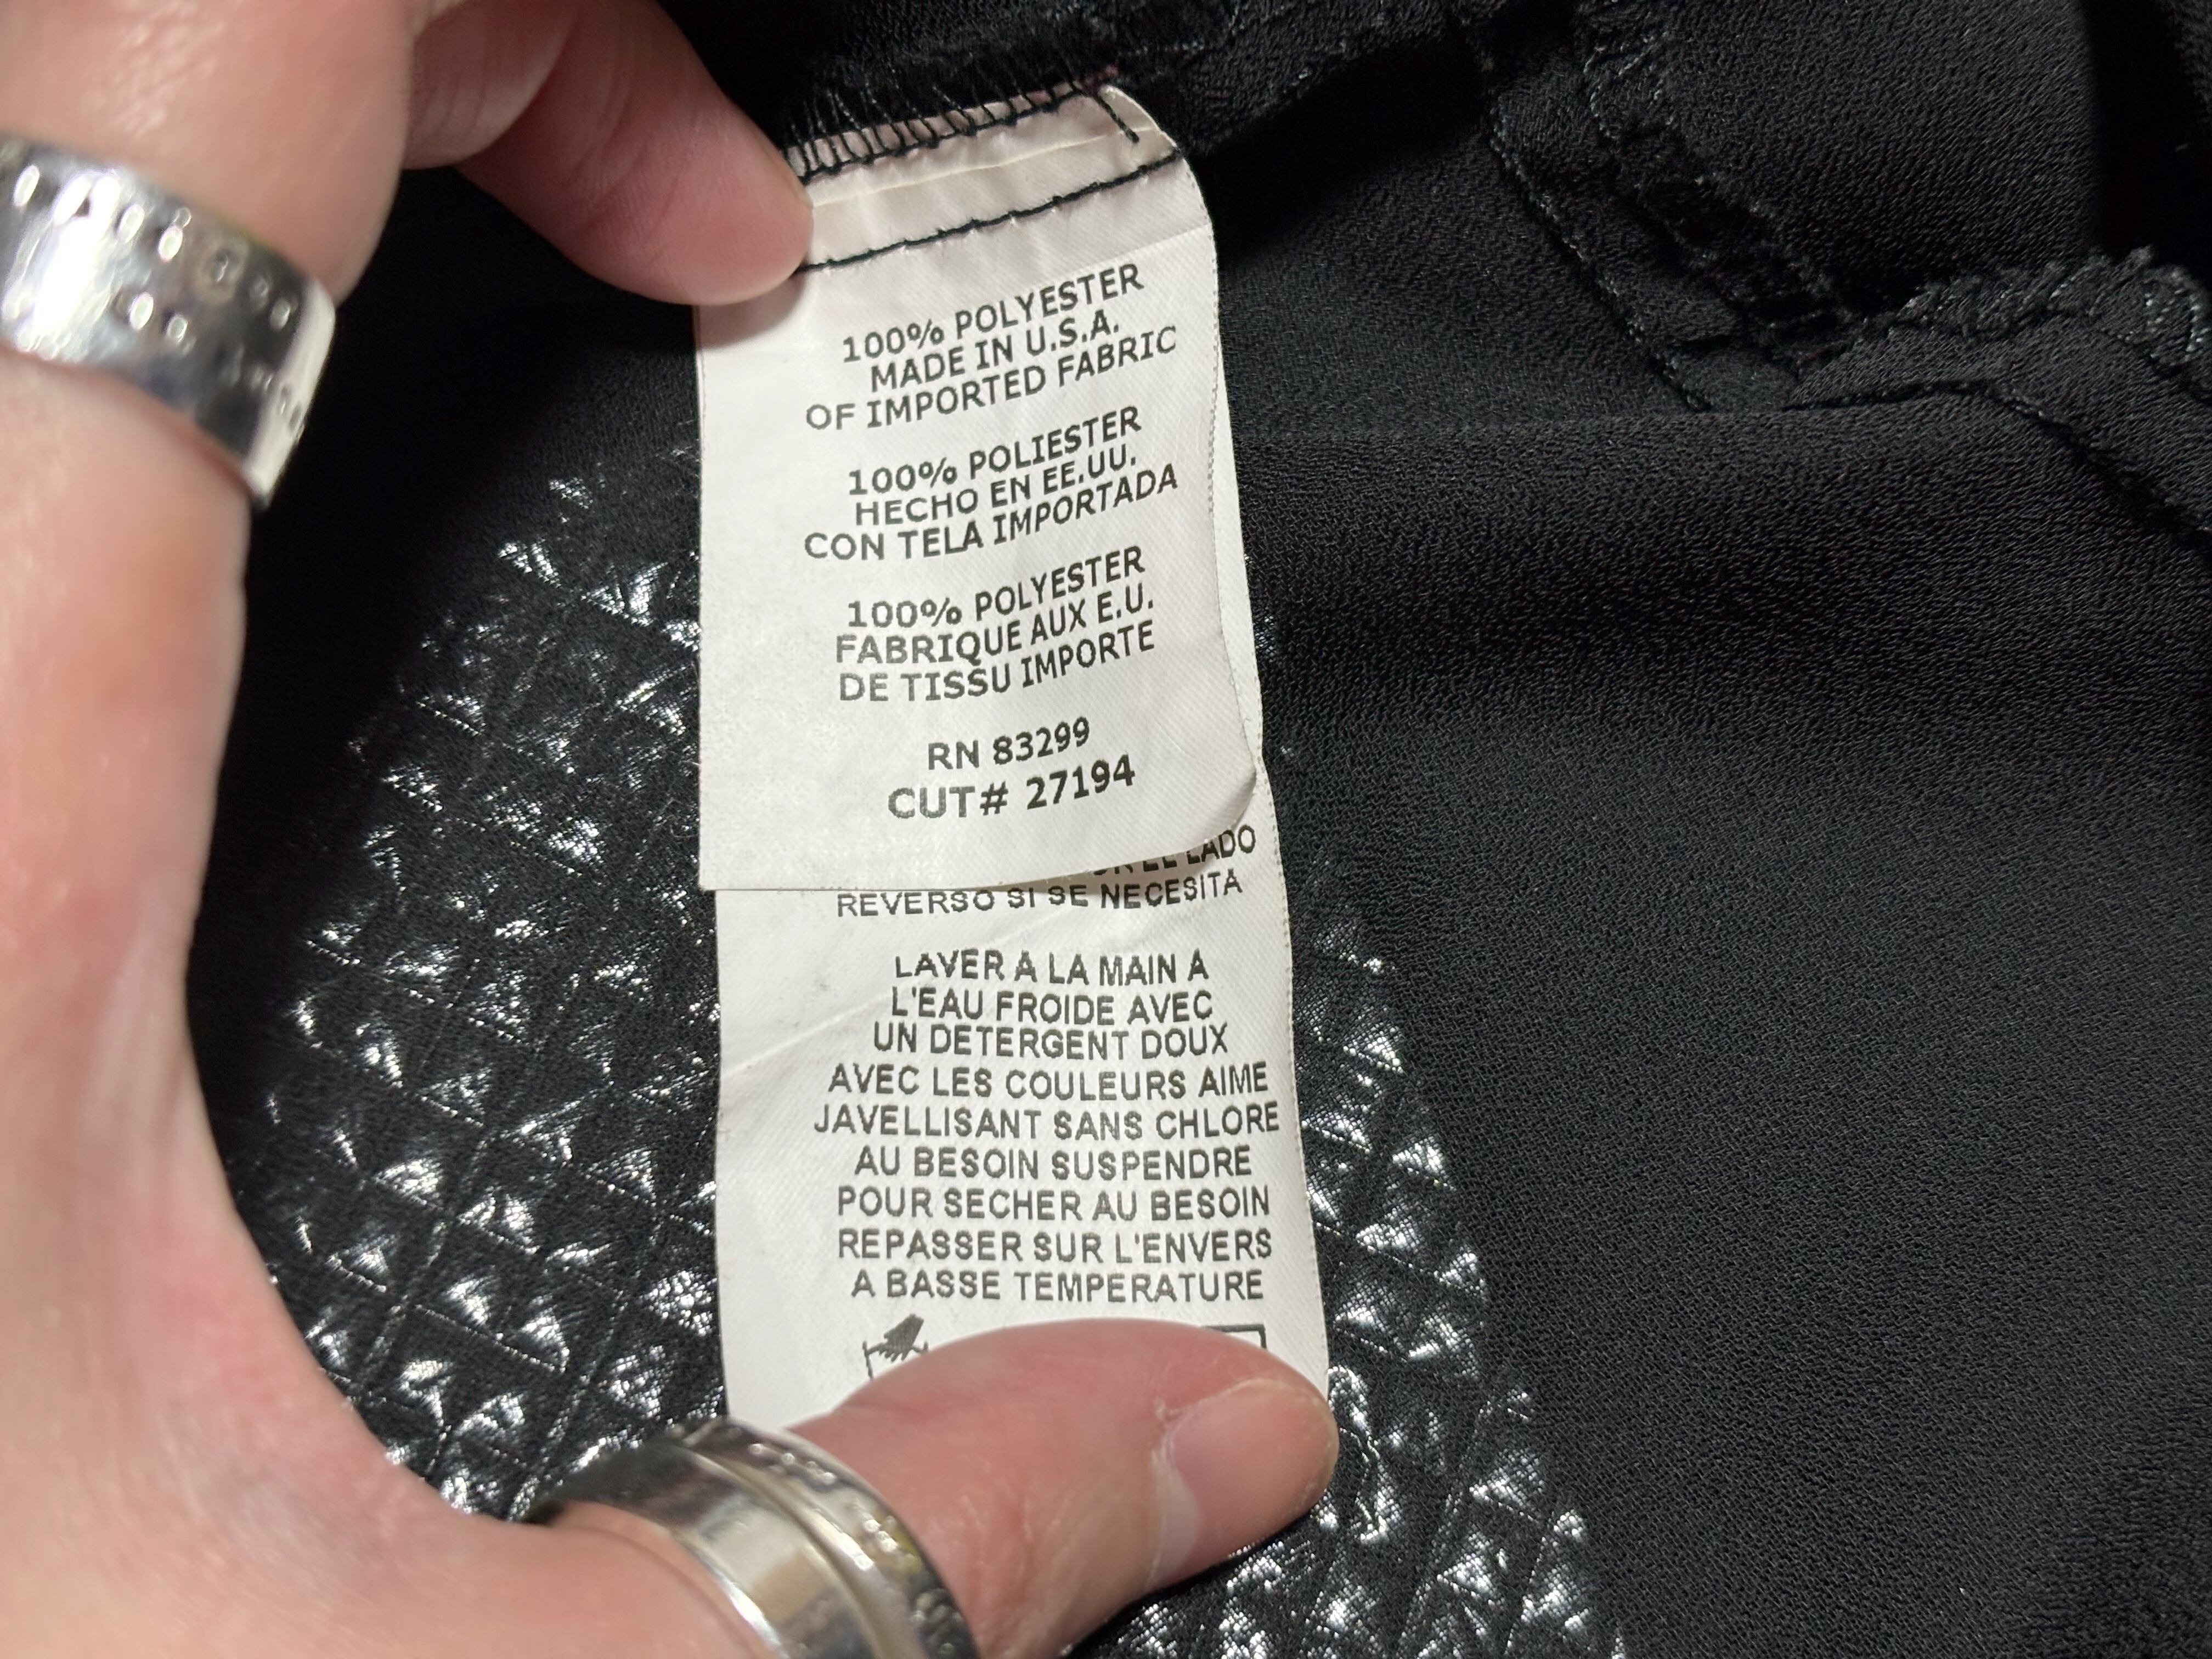 100% POLYESTER
MADE IN U.S.A.
OF IMPORTED FABRIC
100% POLIESTER
HECHO EN EE.UU.
CON TELA IMPORTADA
100% POLYESTER
FABRIQUE AUX E.U.
DE TISSU IMPORTE
RN 83299
CUT# 27194
EL LADO
REVERSO SI SE NECESITA
LAVER A LA MAIN A
L'EAU FROIDE AVEC
UN DETERGENT DOUX
AVEC LES COULEURS AIME
JAVELLISANT SANS CHLORE
AU BESOIN SUSPENDRE
POUR SECHER AU BESOIN
REPASSER SUR L'ENVERS
A BASSE TEMPERATURE